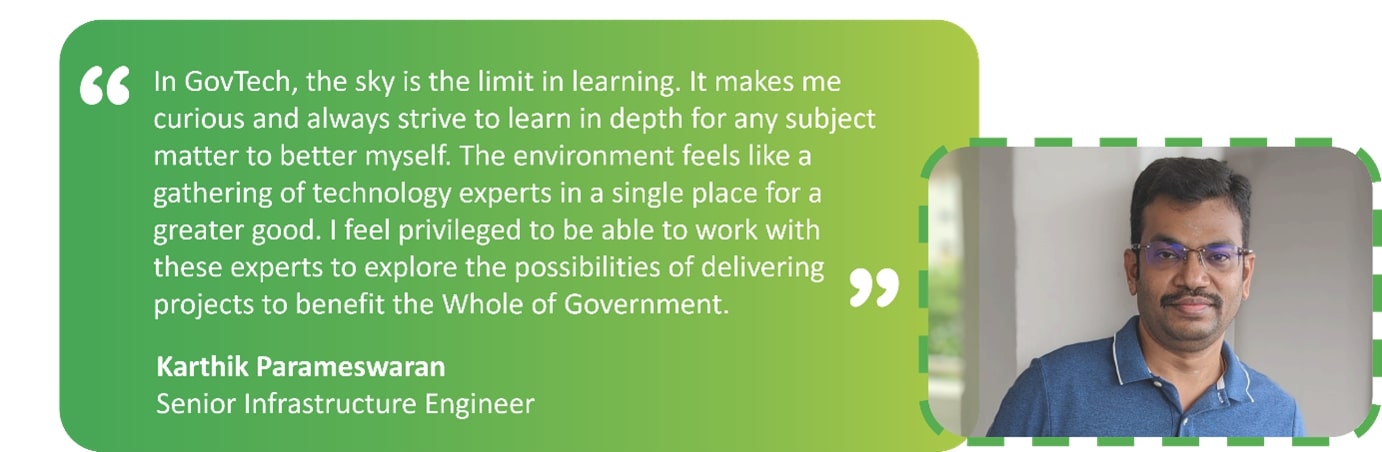 “ In GovTech, the sky is the limit in learning. It makes me
curious and always strive to learn in depth for any subject
matter to better myself. The environment feels like a
gathering of technology experts in a single place for a
greater good. I feel privileged to be able to work with
these experts to explore the possibilities of delivering
projects to benefit the Whole of Government. ”
Karthik Parameswaran
Senior Infrastructure Engineer